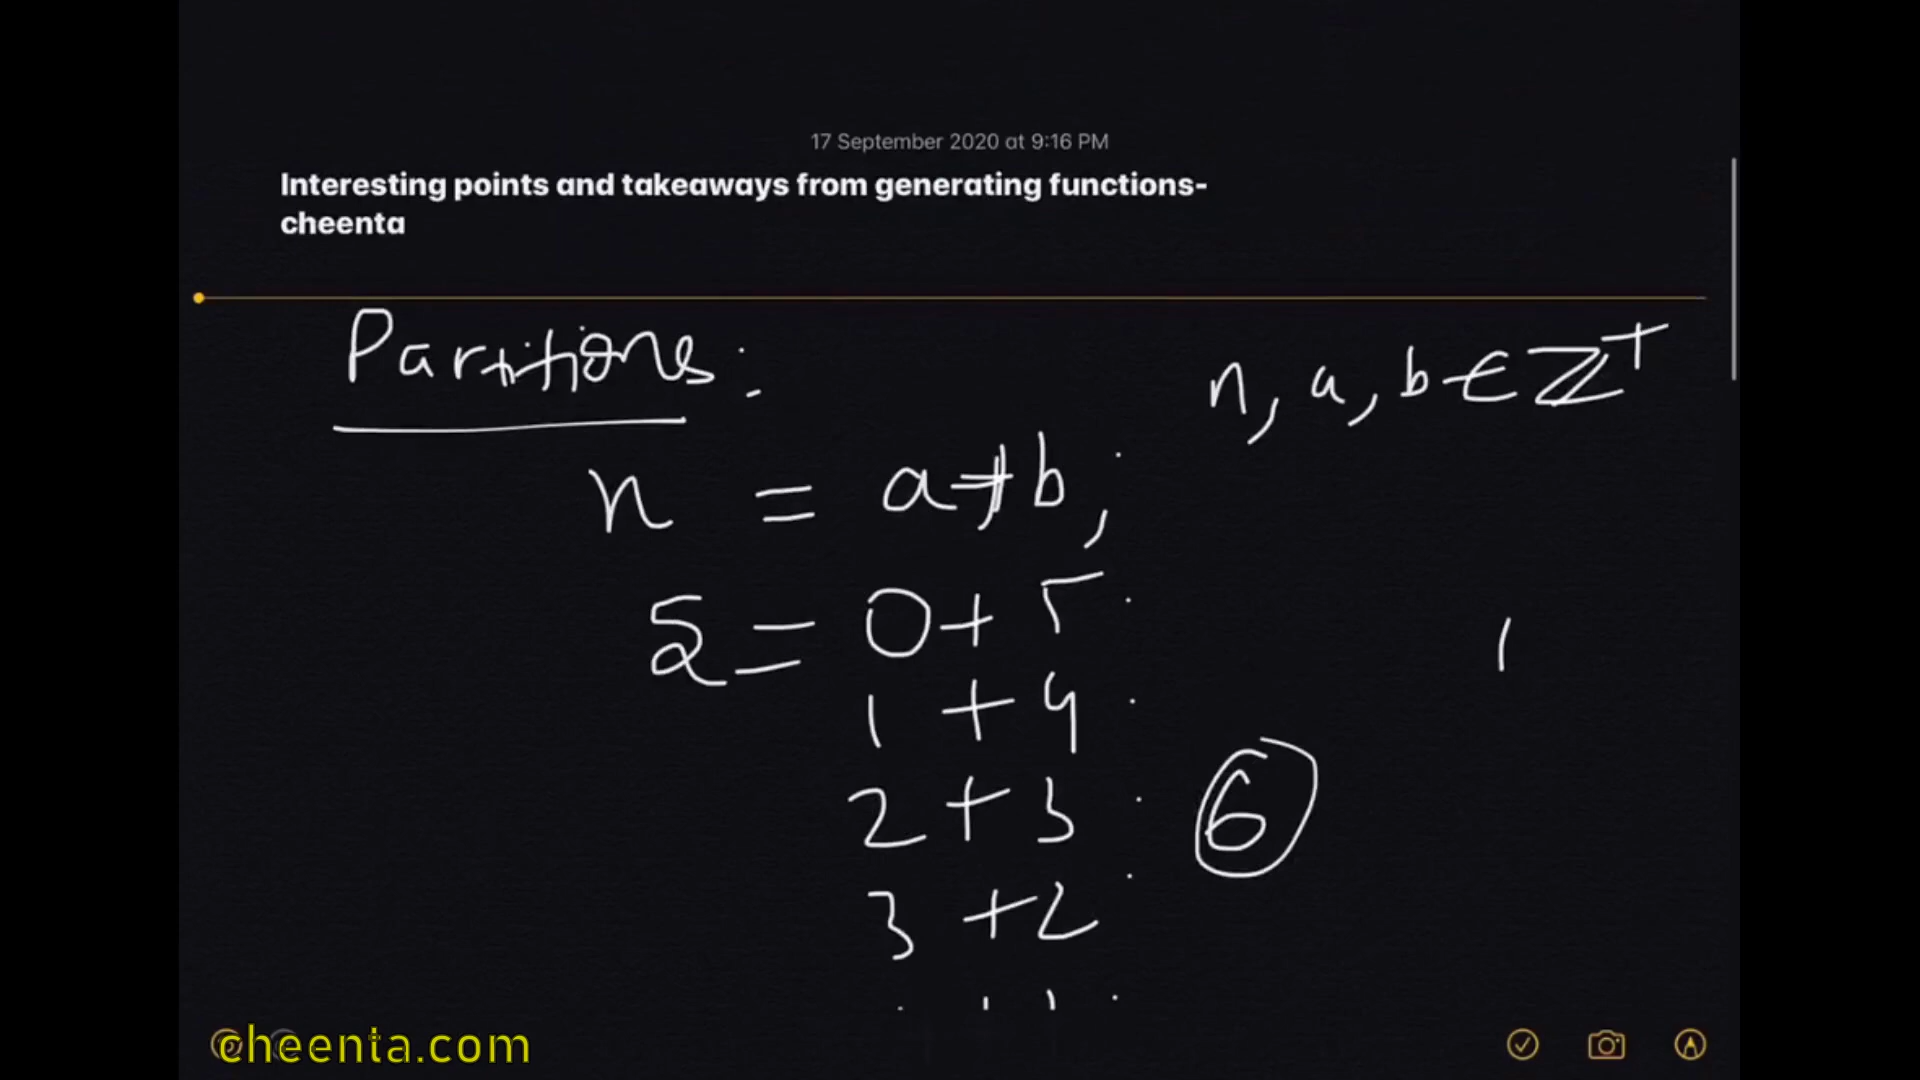 17 September 2020 at 9:16 PM
Interesting points and takeaways from generating functions-
cheenta
Partitions:
n, a, b ∈ ℤ⁺
n = a+b;
5 = 0+5
1
1 + 4
2 + 3
6
3 + 2
cheenta.com